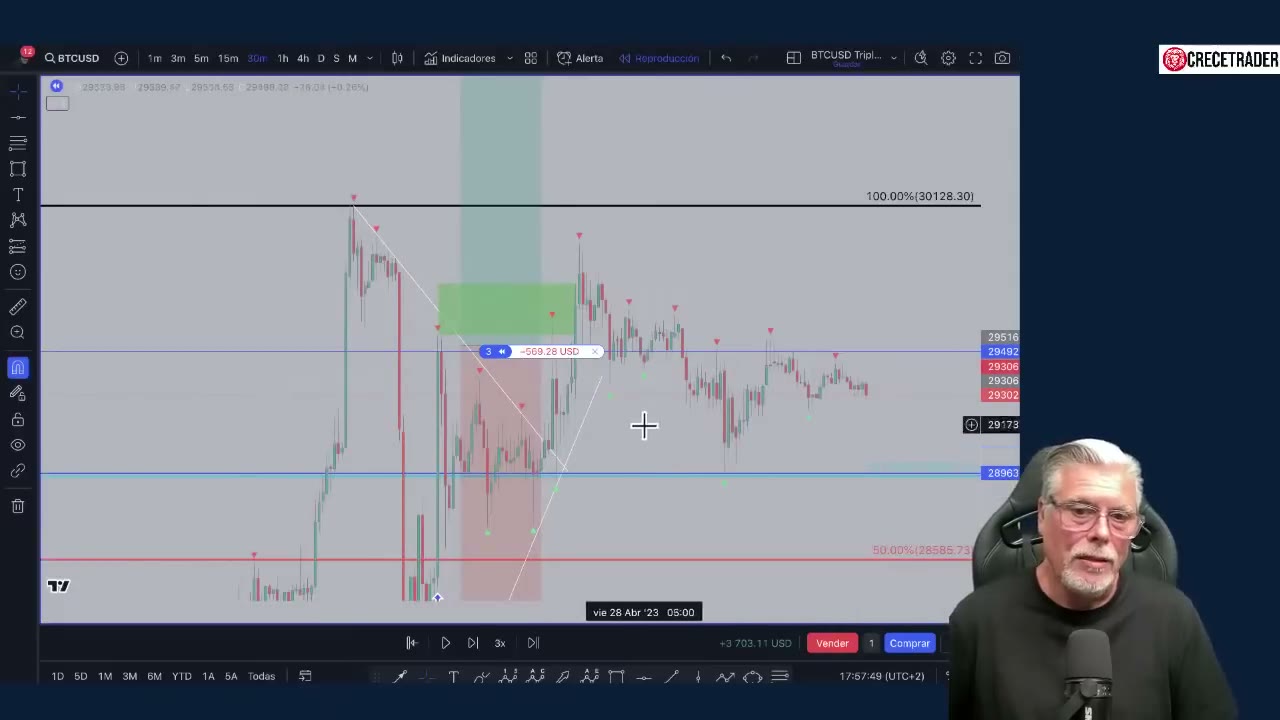 12
BTCUSD
1m 3m 5m 15m 30m 1h 4h D S M
Indicadores
Alerta
Reproducción
BTCUSD Tripl...
CRECETRADER
100.00%(30128.30)
29516
3
−569.28 USD
29492
29306
29306
29302
29173
28963
50.00%(28585.73)
vie 28 Abr '23 05:00
3x
+3 703.11 USD
Vender
1
Comprar
1D 5D 1M 3M 6M YTD 1A 5A Todas
17:57:49 (UTC+2)